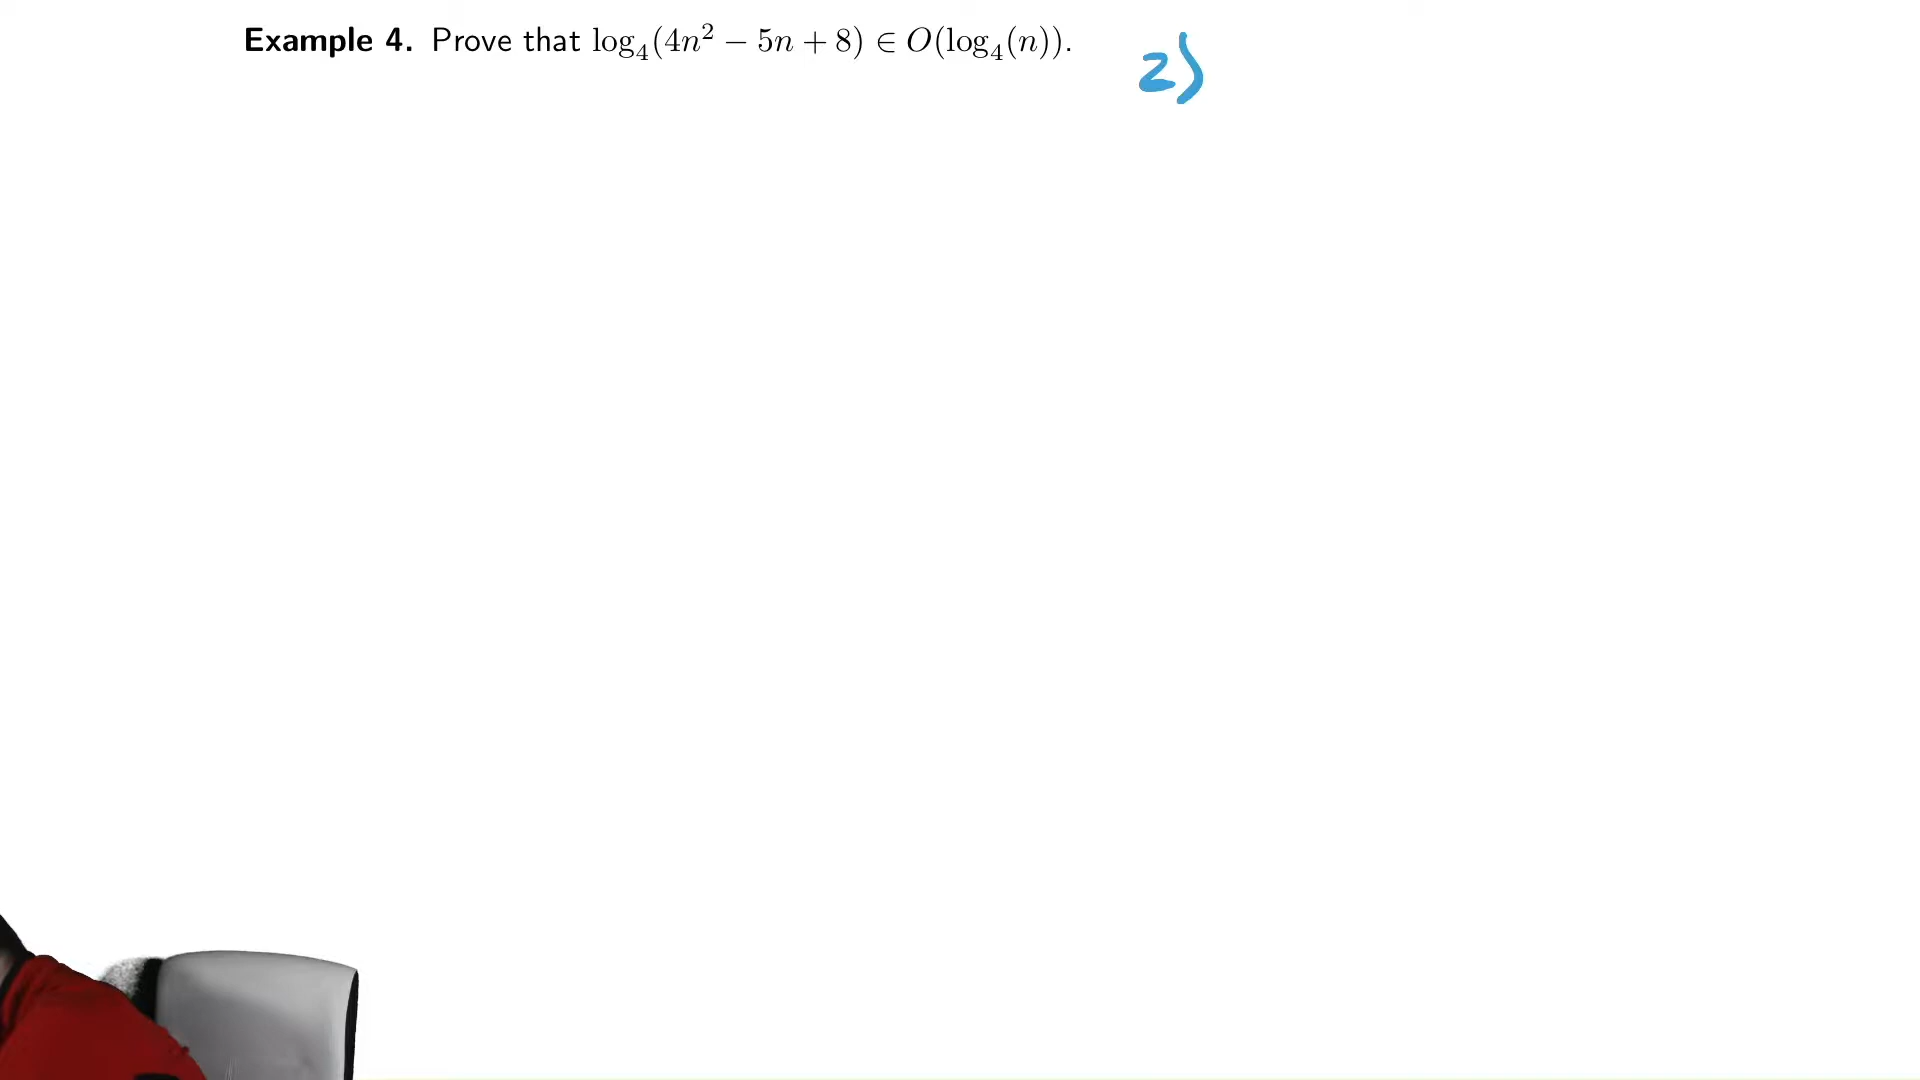 Example 4. Prove that log₄(4n² − 5n + 8) ∈ O(log₄(n)).
2)